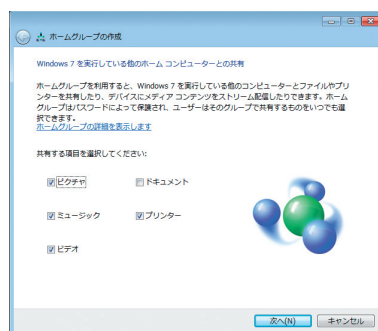 ホームグループの作成
Windows 7 を実行している他のホーム コンピューターとの共有
ホームグループを利用すると、Windows 7 を実行している他のコンピューターとファイルやプリ
ンターを共有したり、デバイスにメディア コンテンツをストリーム配信したりできます。ホーム
グループはパスワードによって保護され、ユーザーはそのグループで共有するものをいつでも選
択できます。
ホームグループの詳細を表示します
共有する項目を選択してください:
ピクチャ ドキュメント
ミュージック プリンター
ビデオ
次へ(N) キャンセル